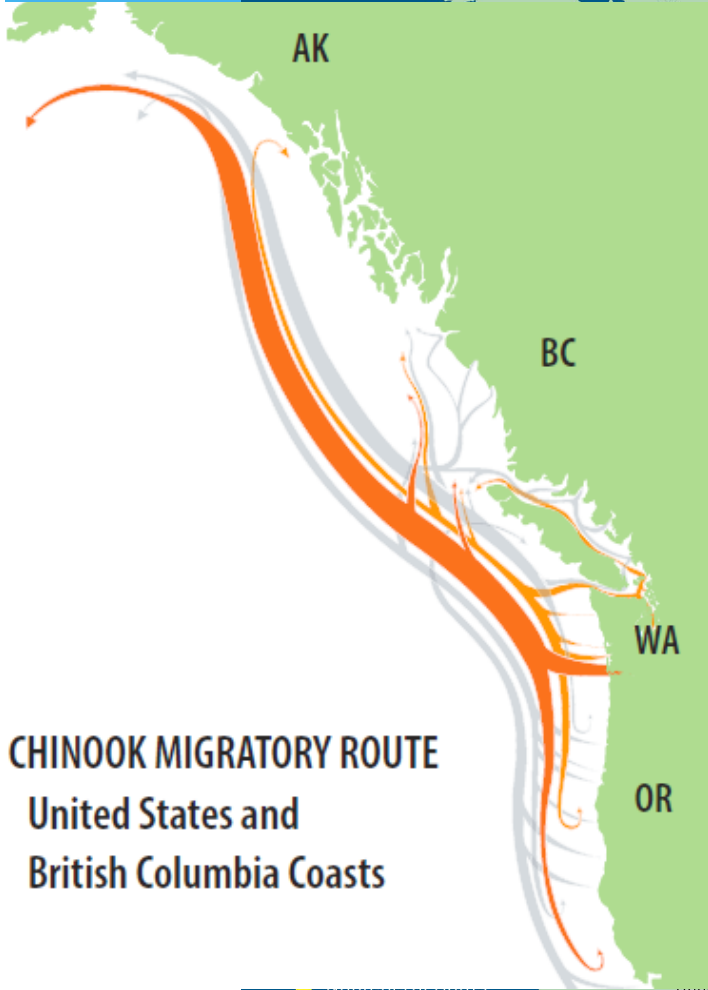 AK
BC
WA
CHINOOK MIGRATORY ROUTE
United States and
OR
British Columbia Coasts